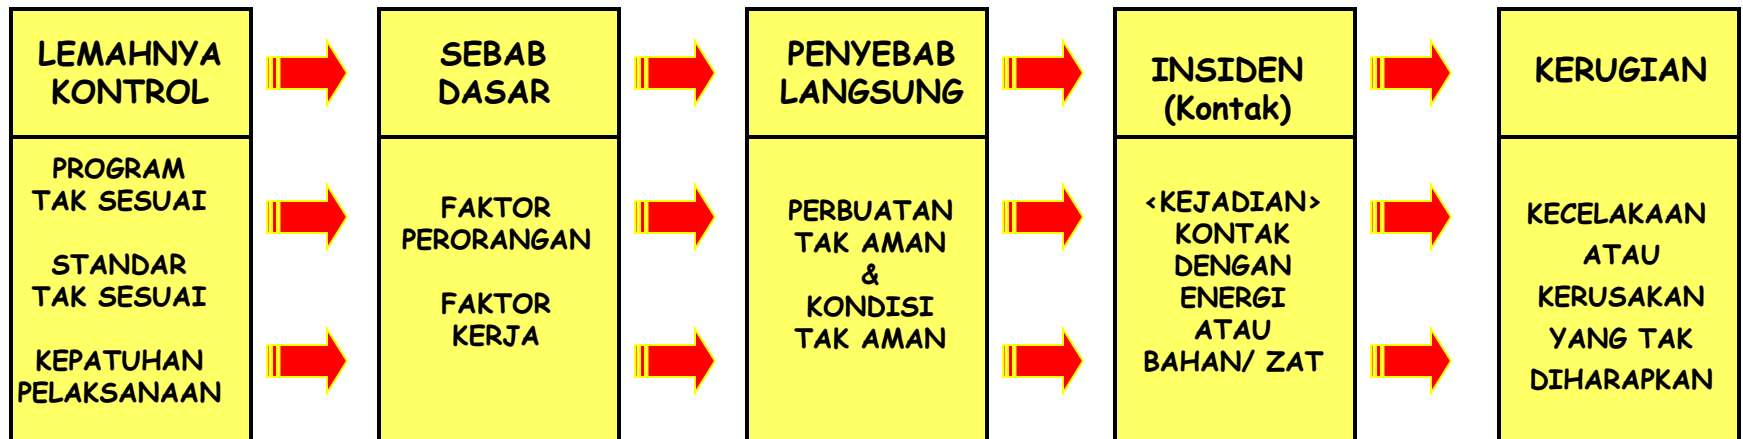 LEMAHNYA
KONTROL
PROGRAM
TAK SESUAI
STANDAR
TAK SESUAI
KEPATUHAN
PELAKSANAAN
SEBAB
DASAR
FAKTOR
PERORANGAN
FAKTOR
KERJA
PENYEBAB
LANGSUNG
PERBUATAN
TAK AMAN
&
KONDISI
TAK AMAN
INSIDEN
(Kontak)
<KEJADIAN>
KONTAK
DENGAN
ENERGI
ATAU
BAHAN/ ZAT
KERUGIAN
KECELAKAAN
ATAU
KERUSAKAN
YANG TAK
DIHARAPKAN